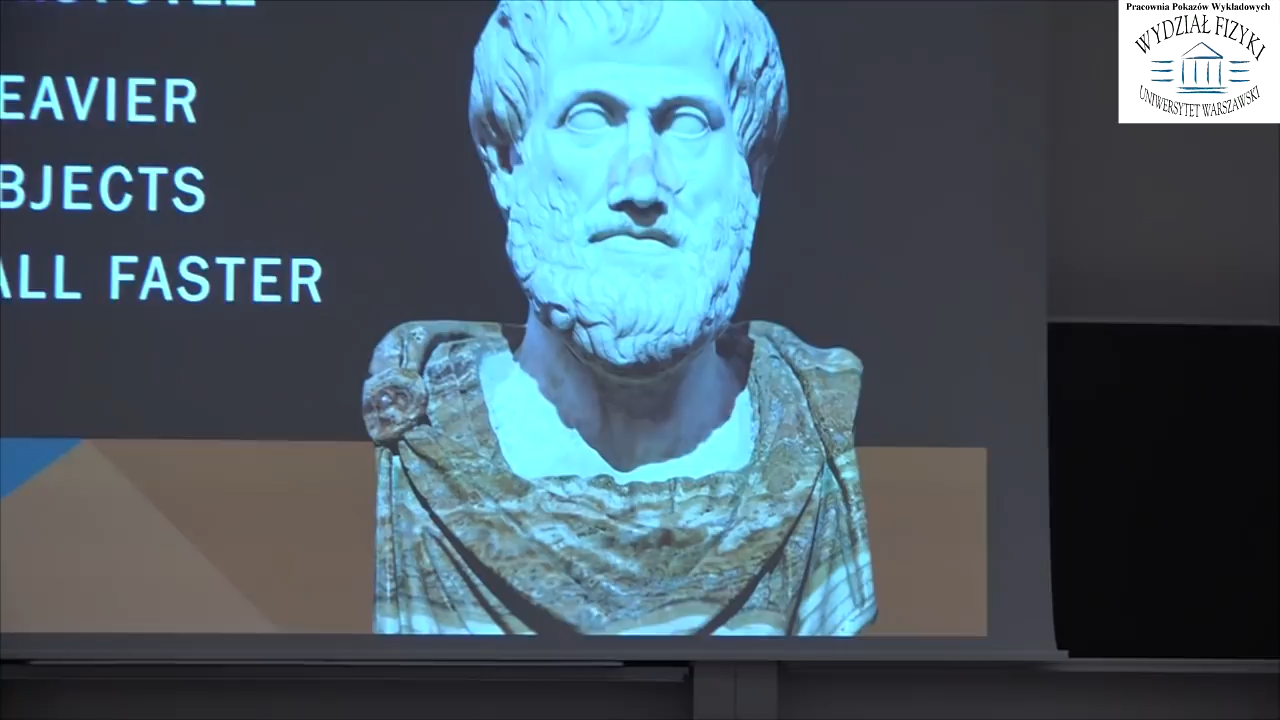 EAVIER
BJECTS
ALL FASTER
Pracownia Pokazów Wykładowych
WYDZIAŁ FIZYKI
UNIWERSYTET WARSZAWSKI